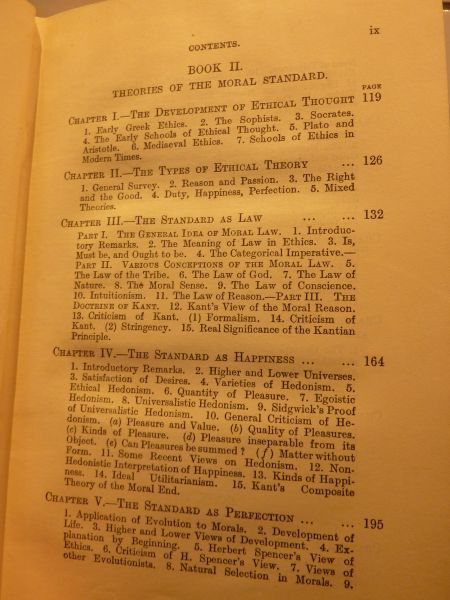 ix
CONTENTS.
BOOK II.
THEORIES OF THE MORAL STANDARD.
PAGE
CHAPTER I.—THE DEVELOPMENT OF ETHICAL THOUGHT 119
1. Early Greek Ethics. 2. The Sophists. 3. Socrates.
4. The Early Schools of Ethical Thought. 5. Plato and
Aristotle. 6. Mediaeval Ethics. 7. Schools of Ethics in
Modern Times.
CHAPTER II.—THE TYPES OF ETHICAL THEORY ... 126
1. General Survey. 2. Reason and Passion. 3. The Right
and the Good. 4. Duty, Happiness, Perfection. 5. Mixed
Theories.
CHAPTER III.—THE STANDARD AS LAW ... ... 132
PART I. THE GENERAL IDEA OF MORAL LAW. 1. Introduc-
tory Remarks. 2. The Meaning of Law in Ethics. 3. Is,
Must be, and Ought to be. 4. The Categorical Imperative.—
PART II. VARIOUS CONCEPTIONS OF THE MORAL LAW. 5.
The Law of the Tribe. 6. The Law of God. 7. The Law of
Nature. 8. The Moral Sense. 9. The Law of Conscience.
10. Intuitionism. 11. The Law of Reason.—PART III. THE
DOCTRINE OF KANT. 12. Kant's View of the Moral Reason.
13. Criticism of Kant. (1) Formalism. 14. Criticism of
Kant. (2) Stringency. 15. Real Significance of the Kantian
Principle.
CHAPTER IV.—THE STANDARD AS HAPPINESS ... ... 164
1. Introductory Remarks. 2. Higher and Lower Universes.
3. Satisfaction of Desires. 4. Varieties of Hedonism. 5.
Ethical Hedonism. 6. Quantity of Pleasure. 7. Egoistic
Hedonism. 8. Universalistic Hedonism. 9. Sidgwick's Proof
of Universalistic Hedonism. 10. General Criticism of He-
donism. (a) Pleasure and Value. (b) Quality of Pleasures.
(c) Kinds of Pleasure. (d) Pleasure inseparable from its
Object. (e) Can Pleasures be summed? (f) Matter without
Form. 11. Some Recent Views on Hedonism. 12. Non-
Hedonistic Interpretation of Happiness. 13. Kinds of Happi-
ness. 14. Ideal Utilitarianism. 15. Kant's Composite
Theory of the Moral End.
CHAPTER V.—THE STANDARD AS PERFECTION ... ... 195
1. Application of Evolution to Morals. 2. Development of
Life. 3. Higher and Lower Views of Development. 4. Ex-
planation by Beginning. 5. Herbert Spencer's View of
Ethics. 6. Criticism of H. Spencer's View. 7. Views of
other Evolutionists. 8. Natural Selection in Morals. 9.